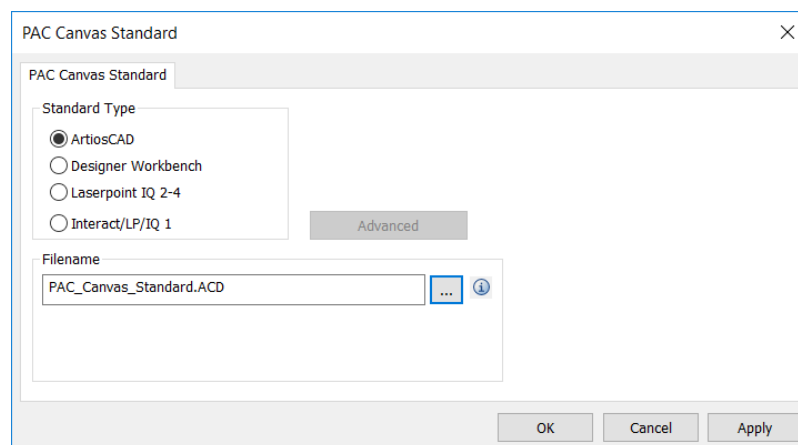 PAC Canvas Standard
PAC Canvas Standard
Standard Type
ArtiosCAD
Designer Workbench
Laserpoint IQ 2-4
Interact/LP/IQ 1
Advanced
Filename
PAC_Canvas_Standard.ACD
...
i
OK
Cancel
Apply